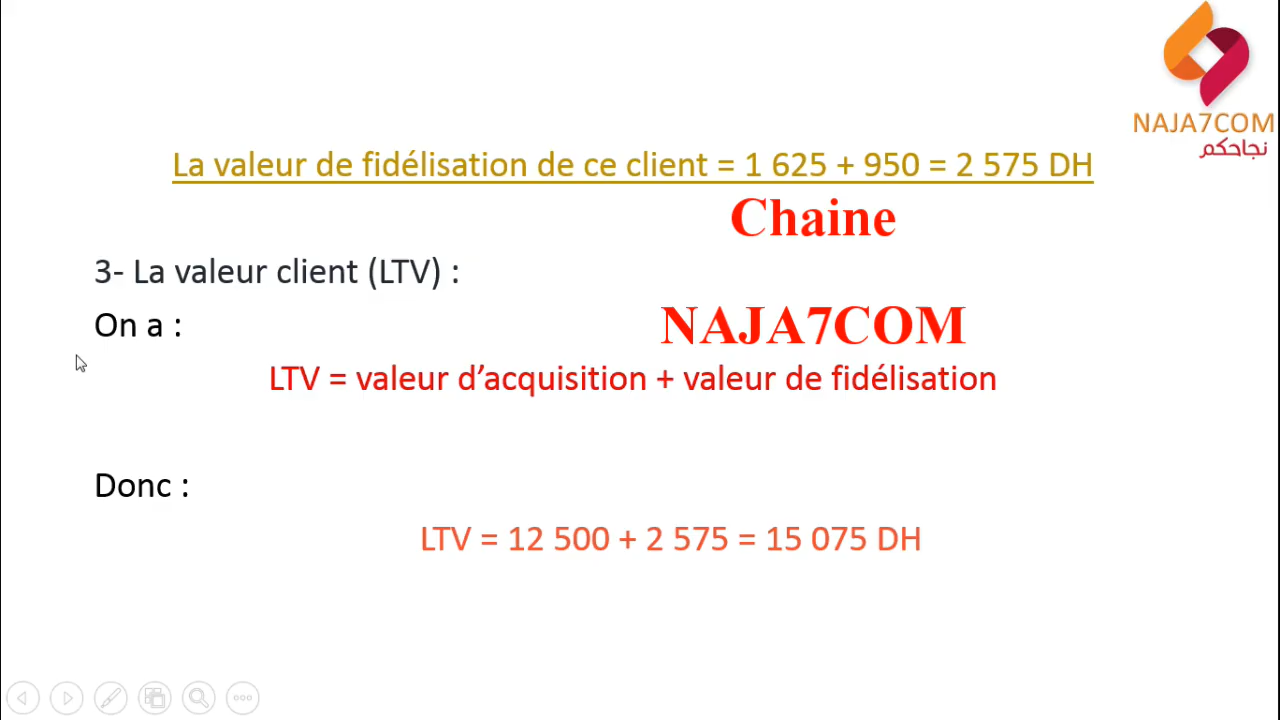 NAJA7COM
نجاحكم
La valeur de fidélisation de ce client = 1 625 + 950 = 2 575 DH
Chaine
3- La valeur client (LTV) :
On a :
NAJA7COM
LTV = valeur d’acquisition + valeur de fidélisation
Donc :
LTV = 12 500 + 2 575 = 15 075 DH